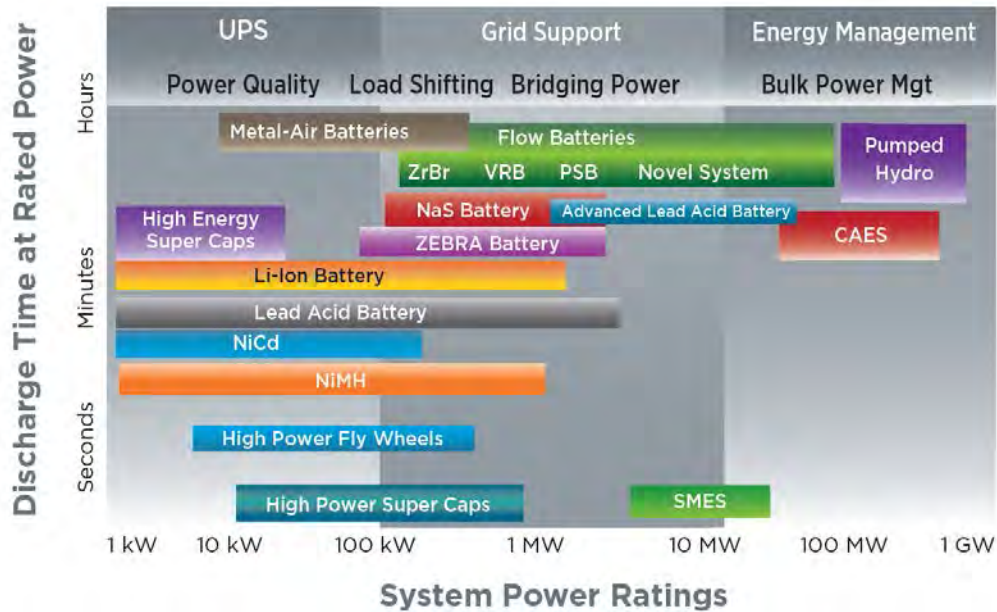 UPS Grid Support Energy Management
Power Quality Load Shifting Bridging Power Bulk Power Mgt
Discharge Time at Rated Power
Hours
Minutes
Seconds
Metal-Air Batteries
Flow Batteries
ZrBr VRB PSB Novel System
Pumped
Hydro
NaS Battery
Advanced Lead Acid Battery
High Energy
Super Caps
ZEBRA Battery
CAES
Li-Ion Battery
Lead Acid Battery
NiCd
NiMH
High Power Fly Wheels
High Power Super Caps
SMES
1 kW 10 kW 100 kW 1 MW 10 MW 100 MW 1 GW
System Power Ratings